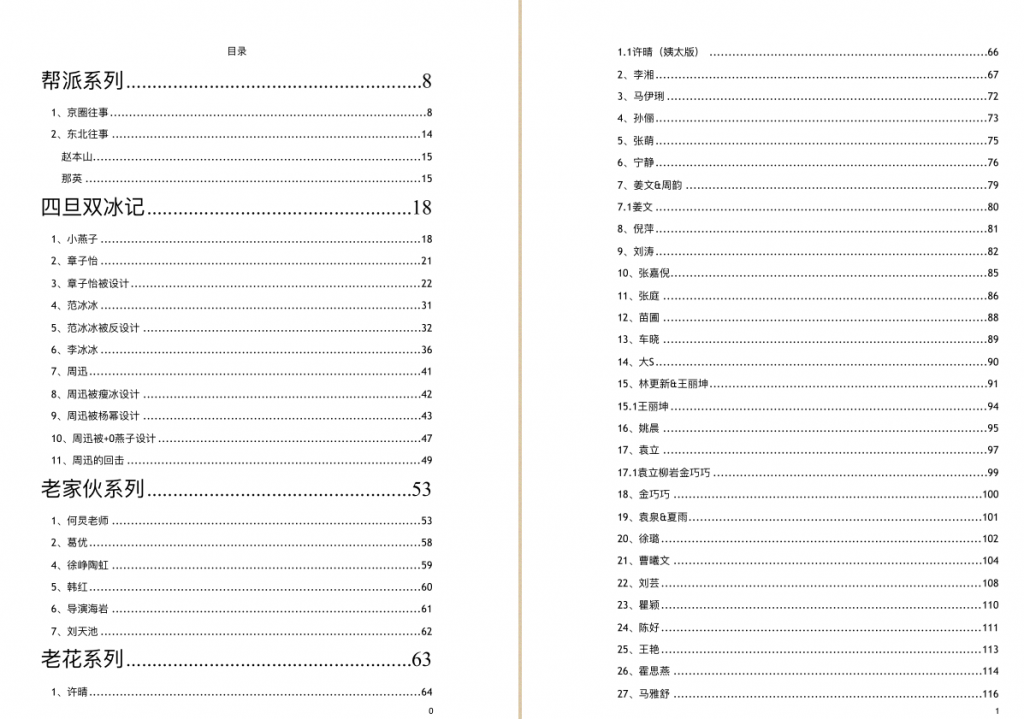 目录
帮派系列........8
1、京圈往事........8
2、东北往事........14
赵本山........15
那英........15
四旦双冰记........18
1、小燕子........18
2、章子怡........21
3、章子怡被设计........22
4、范冰冰........31
5、范冰冰被反设计........32
6、李冰冰........36
7、周迅........41
8、周迅被瘦冰设计........42
9、周迅被杨幂设计........43
10、周迅被+0燕子设计........47
11、周迅的回击........49
老家伙系列........53
1、何炅老师........53
2、葛优........58
4、徐峥陶虹........59
5、韩红........60
6、导演海岩........61
7、刘天池........62
老花系列........63
1、许晴........64
0
1.1许晴（姨太版）........66
2、李湘........67
3、马伊琍........72
4、孙俪........73
5、张萌........75
6、宁静........76
7、姜文&周韵........79
7.1姜文........80
8、倪萍........81
9、刘涛........82
10、张嘉倪........85
11、张庭........86
12、苗圃........88
13、车晓........89
14、大S........90
15、林更新&王丽坤........91
15.1王丽坤........94
16、姚晨........95
17、袁立........97
17.1袁立柳岩金巧巧........99
18、金巧巧........100
19、袁泉&夏雨........101
20、徐璐........102
21、曹曦文........104
22、刘芸........108
23、瞿颖........110
24、陈好........111
25、王艳........113
26、霍思燕........114
27、马雅舒........116
1